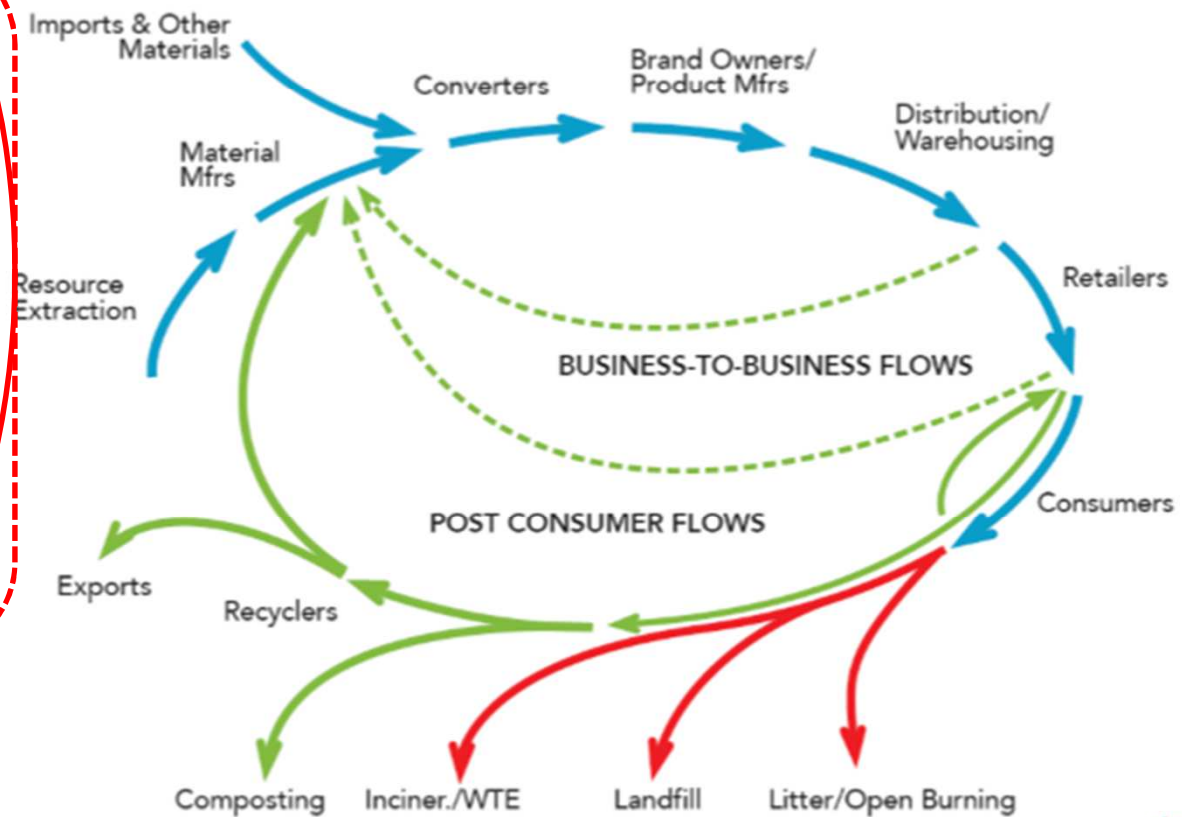 Imports & Other
Materials
Converters
Brand Owners/
Product Mfrs
Distribution/
Warehousing
Material
Mfrs
Resource
Extraction
Retailers
BUSINESS-TO-BUSINESS FLOWS
Consumers
POST CONSUMER FLOWS
Exports
Recyclers
Composting
Inciner./WTE
Landfill
Litter/Open Burning